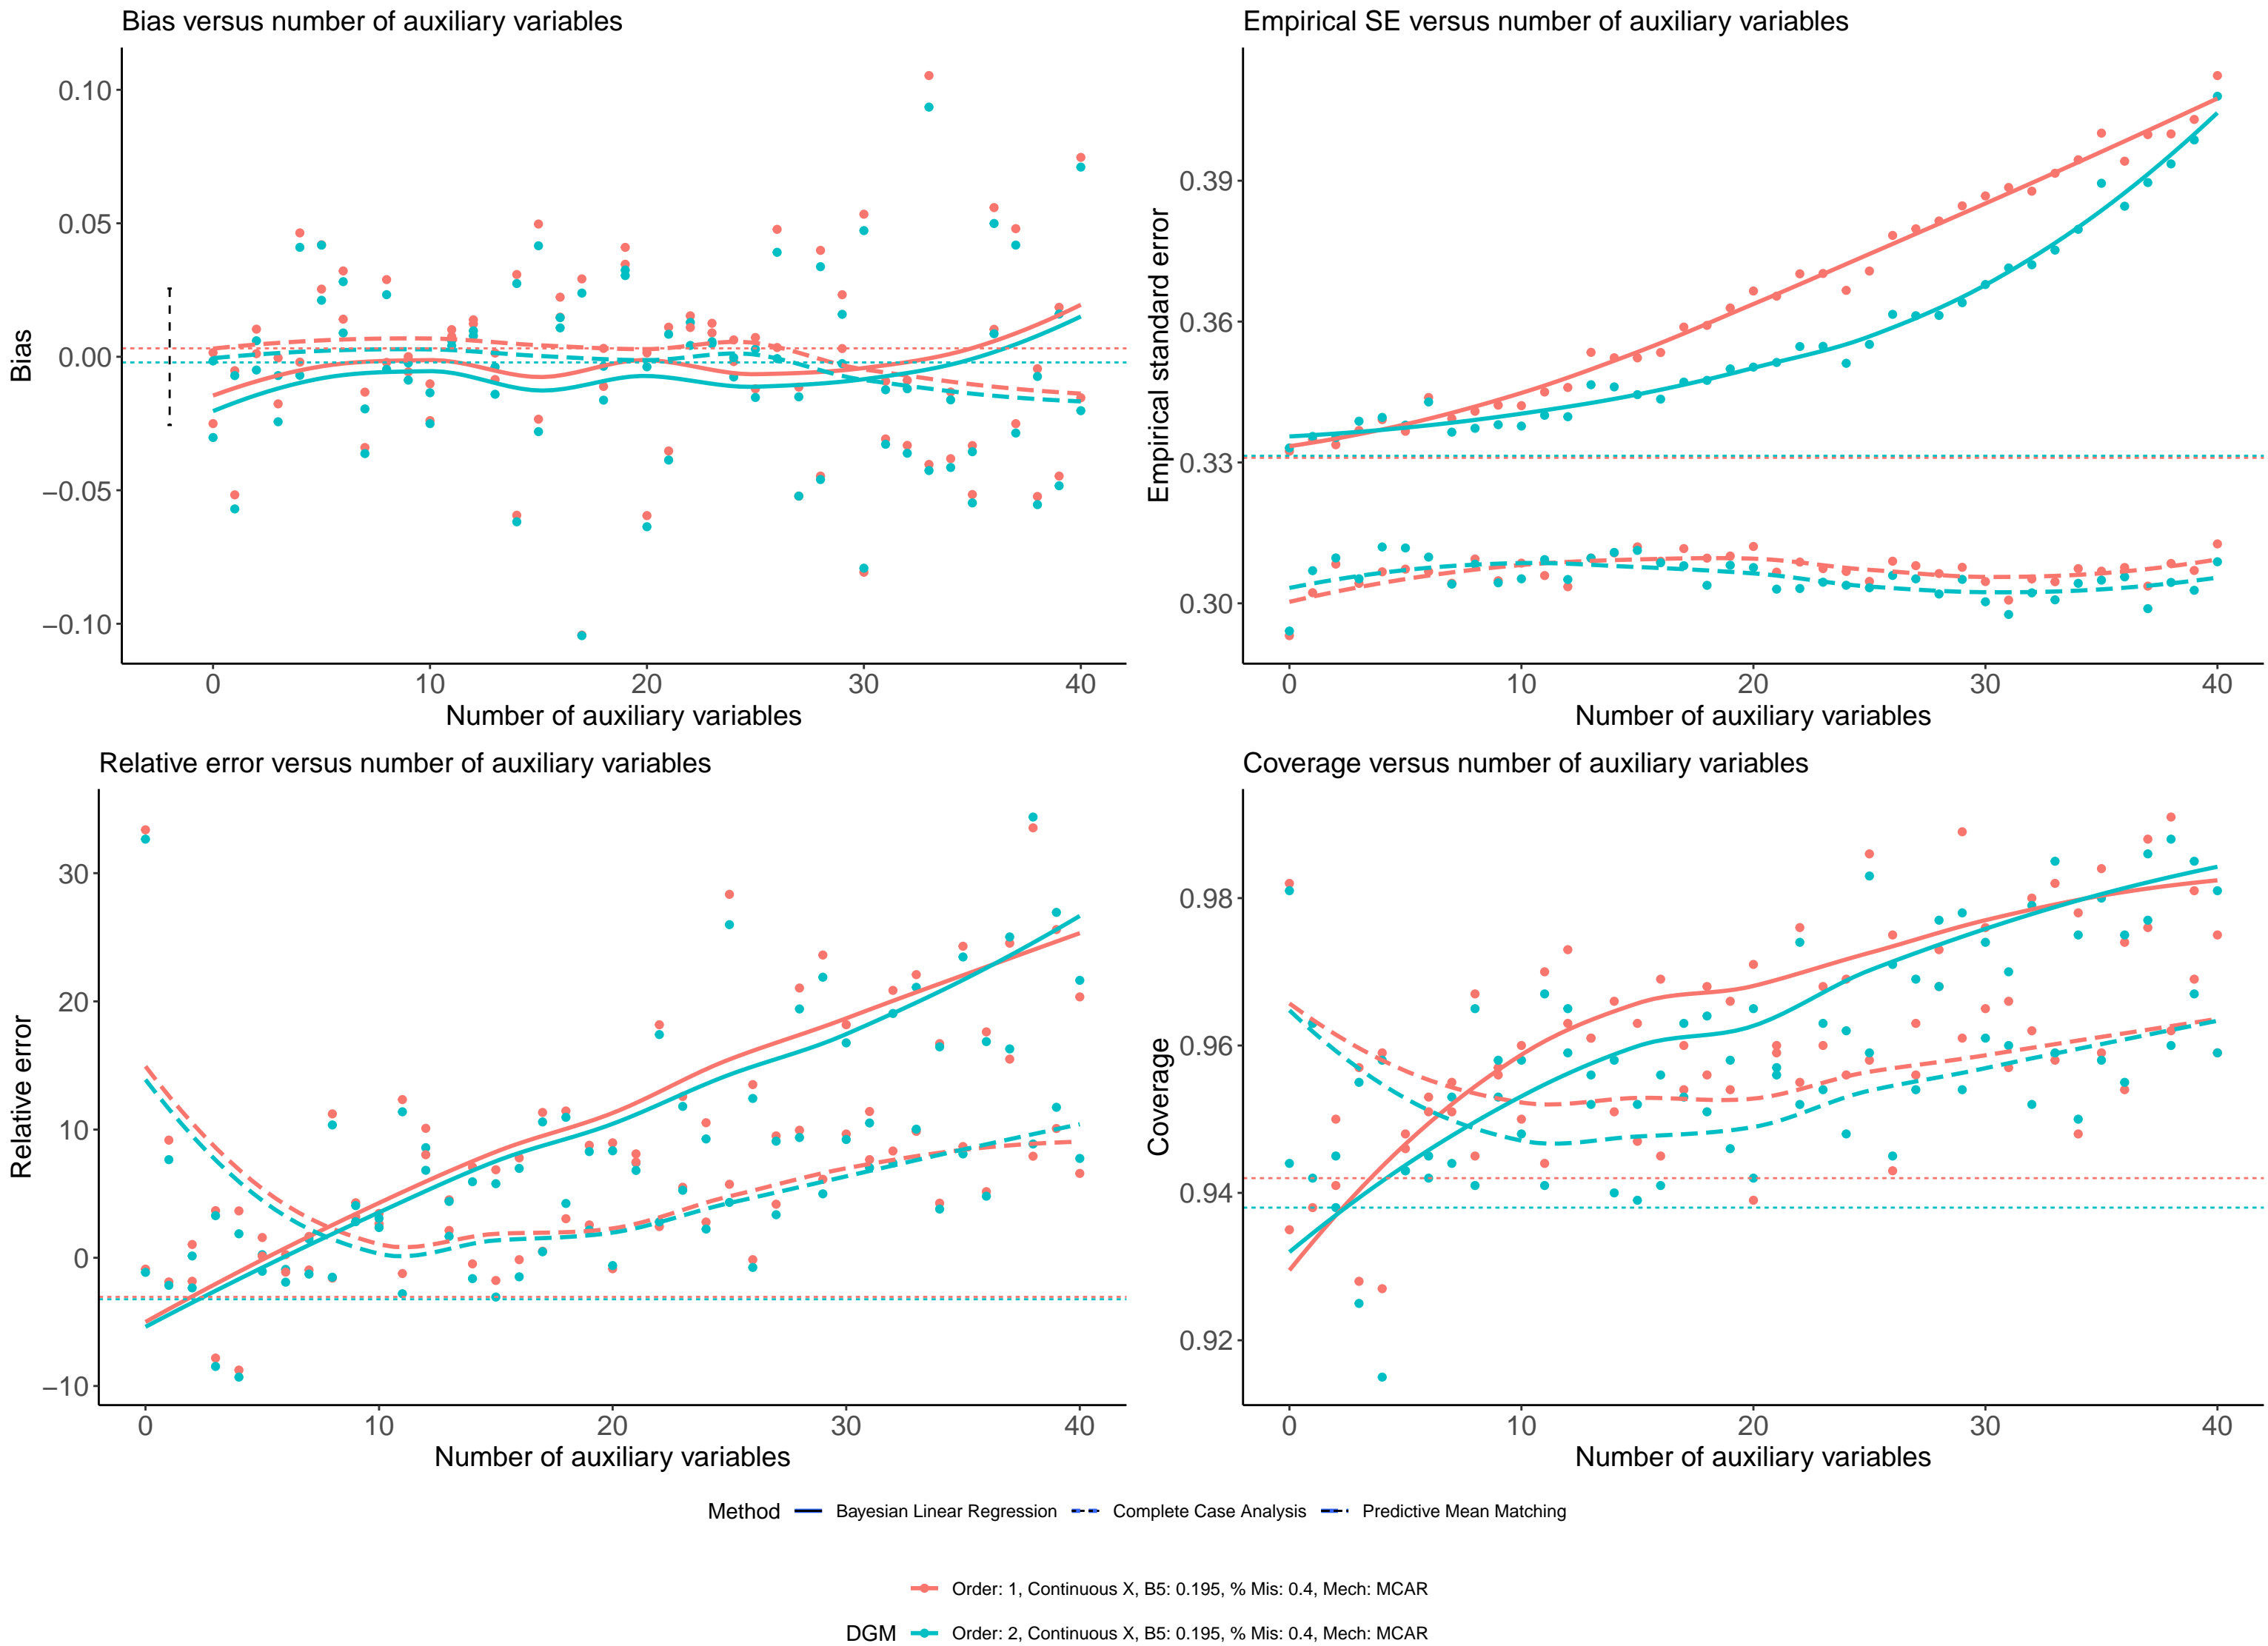 Bias versus number of auxiliary variables
0.10
0.05
0.00
−0.05
−0.10
Bias
0 10 20 30 40
Number of auxiliary variables
Empirical SE versus number of auxiliary variables
0.39
0.36
0.33
0.30
Empirical standard error
0 10 20 30 40
Number of auxiliary variables
Relative error versus number of auxiliary variables
30
20
10
0
−10
Relative error
0 10 20 30 40
Number of auxiliary variables
Coverage versus number of auxiliary variables
0.98
0.96
0.94
0.92
Coverage
0 10 20 30 40
Number of auxiliary variables
Method Bayesian Linear Regression Complete Case Analysis Predictive Mean Matching
Order: 1, Continuous X, B5: 0.195, % Mis: 0.4, Mech: MCAR
DGM Order: 2, Continuous X, B5: 0.195, % Mis: 0.4, Mech: MCAR